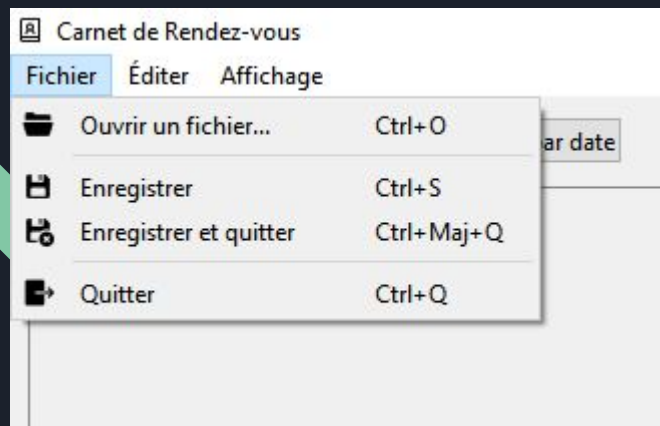 Carnet de Rendez-vous
Fichier Éditer Affichage
Ouvrir un fichier... Ctrl+O
ar date
Enregistrer Ctrl+S
Enregistrer et quitter Ctrl+Maj+Q
Quitter Ctrl+Q